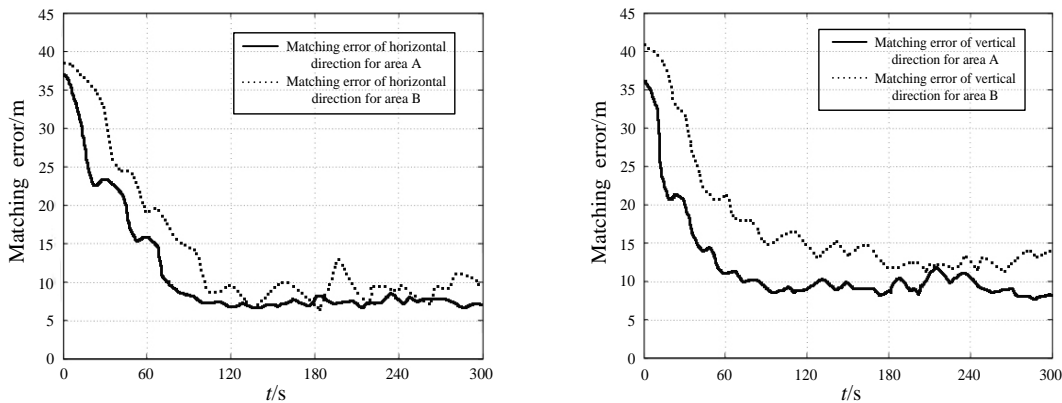 45
40
35
30
25
20
15
10
5
0
Matching error/m
Matching error of horizontal
direction for area A
Matching error of horizontal
direction for area B
0 60 120 180 240 300
t/s
45
40
35
30
25
20
15
10
5
0
Matching error/m
Matching error of vertical
direction for area A
Matching error of vertical
direction for area B
0 60 120 180 240 300
t/s